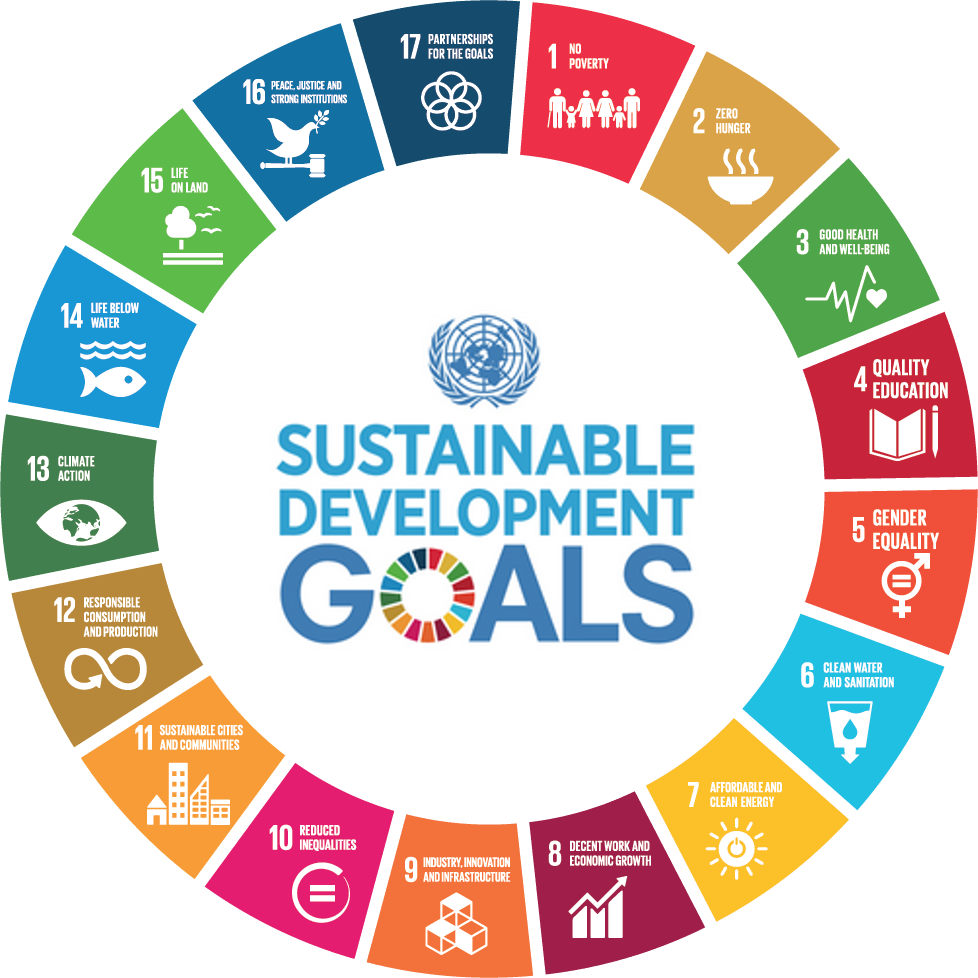 1 NO
POVERTY
2 ZERO
HUNGER
3 GOOD HEALTH
AND WELL-BEING
4 QUALITY
EDUCATION
5 GENDER
EQUALITY
6 CLEAN WATER
AND SANITATION
7 AFFORDABLE AND
CLEAN ENERGY
8 DECENT WORK AND
ECONOMIC GROWTH
9 INDUSTRY, INNOVATION
AND INFRASTRUCTURE
10 REDUCED
INEQUALITIES
11 SUSTAINABLE CITIES
AND COMMUNITIES
12 RESPONSIBLE
CONSUMPTION
AND PRODUCTION
13 CLIMATE
ACTION
14 LIFE BELOW
WATER
15 LIFE
ON LAND
16 PEACE, JUSTICE AND
STRONG INSTITUTIONS
17 PARTNERSHIPS
FOR THE GOALS
SUSTAINABLE
DEVELOPMENT
GOALS